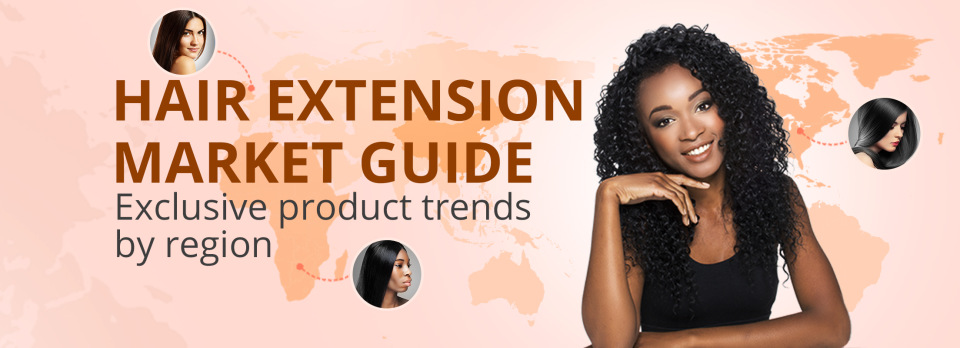 HAIR EXTENSION
MARKET GUIDE
Exclusive product trends
by region